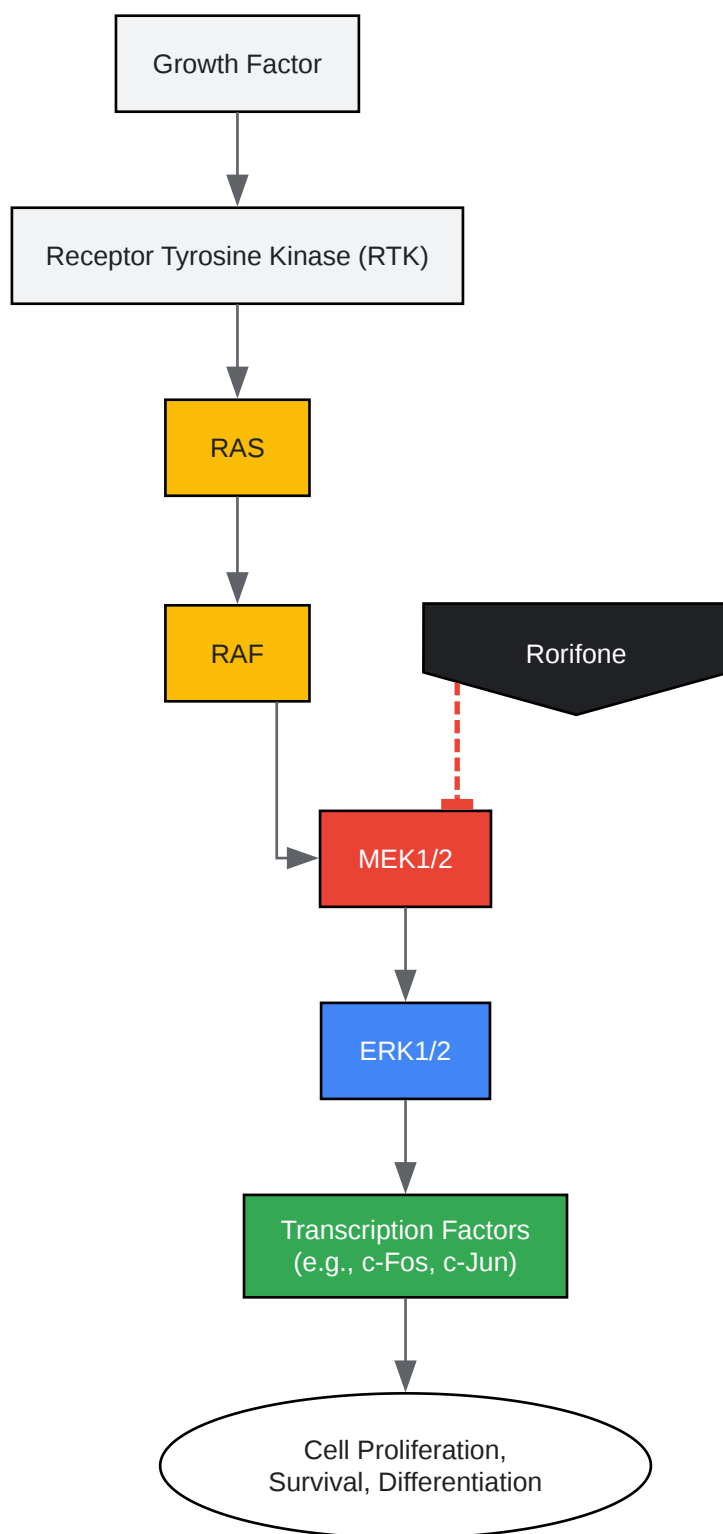 Growth Factor
Receptor Tyrosine Kinase (RTK)
RAS
RAF
Rorifone
MEK1/2
ERK1/2
Transcription Factors
(e.g., c-Fos, c-Jun)
Cell Proliferation,
Survival, Differentiation